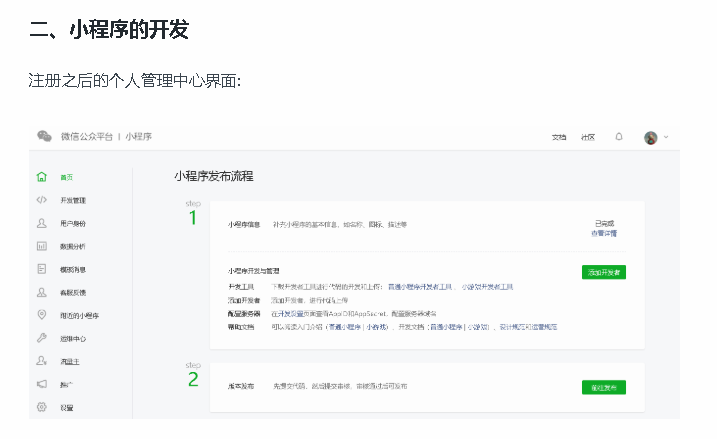 二、小程序的开发
注册之后的个人管理中心界面:
微信公众平台 | 小程序
文档 社区
首页
开发管理
用户身份
数据分析
模板消息
客服反馈
附近的小程序
运维中心
流量主
推广
设置
小程序发布流程
step
1
小程序信息 补充小程序的基本信息，如名称、图标、描述等
已完成
查看详情
小程序开发与管理
添加开发者
开发工具 下载开发者工具进行代码的开发和上传： 普通小程序开发者工具 、 小游戏开发者工具
添加开发者 添加开发者，进行代码上传
配置服务器 在开发设置页面查看AppID和AppSecret，配置服务器域名
帮助文档 可以阅读入门介绍（普通小程序 | 小游戏）、开发文档（普通小程序 | 小游戏）、设计规范和运营规范
step
2
版本发布 先提交代码，然后提交审核，审核通过后可发布
前往发布